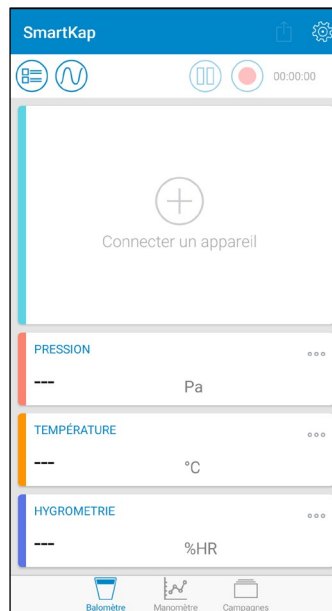 SmartKap
00:00:00
Connecter un appareil
PRESSION
---
Pa
TEMPÉRATURE
---
°C
HYGROMETRIE
---
%HR
Balomètre Manomètre Campagnes